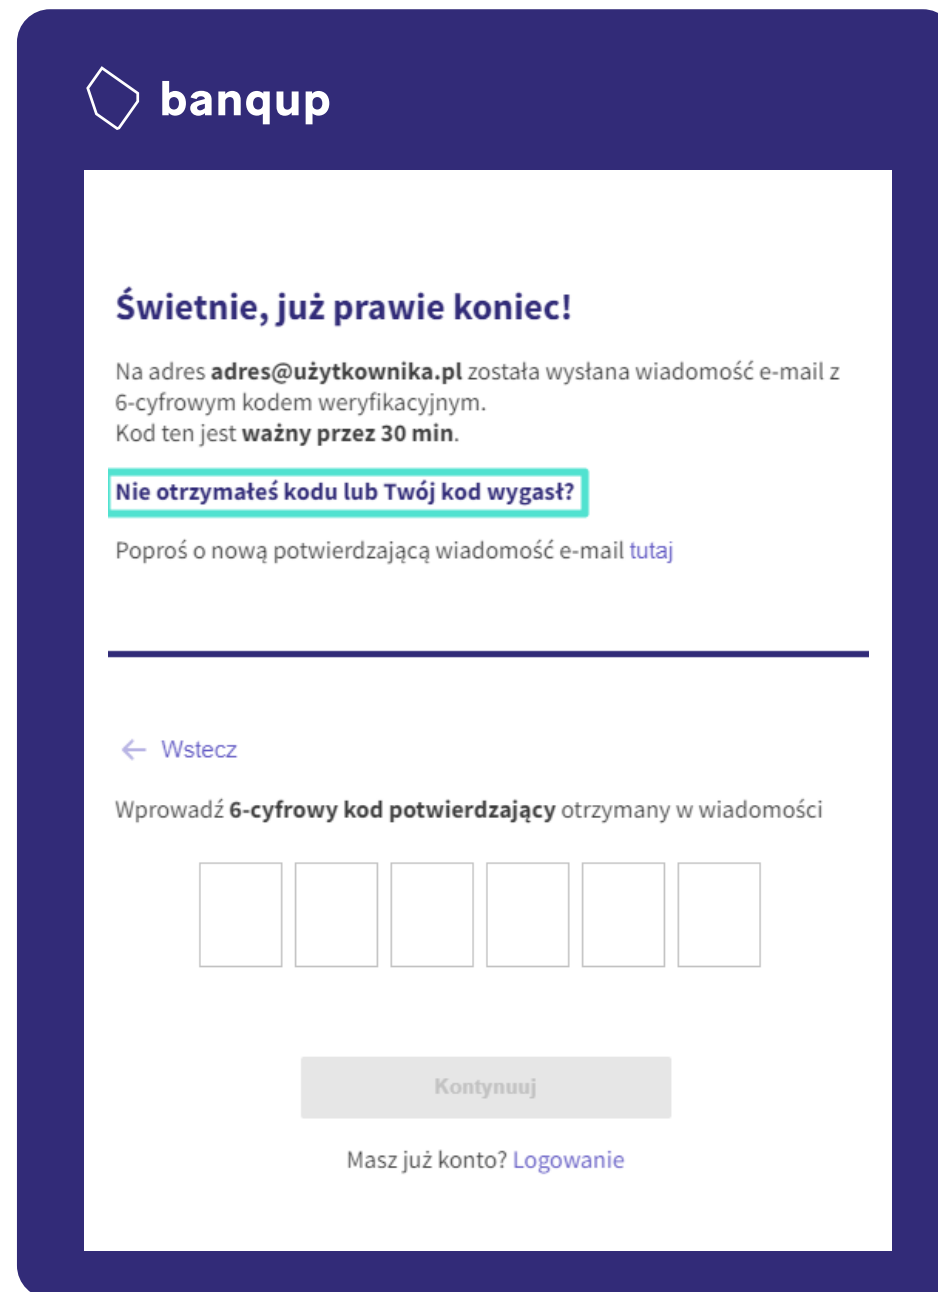 banqup
Świetnie, już prawie koniec!
Na adres adres@użytkownika.pl została wysłana wiadomość e-mail z
6-cyfrowym kodem weryfikacyjnym.
Kod ten jest ważny przez 30 min.
Nie otrzymałeś kodu lub Twój kod wygasł?
Poproś o nową potwierdzającą wiadomość e-mail tutaj
← Wstecz
Wprowadź 6-cyfrowy kod potwierdzający otrzymany w wiadomości
Kontynuuj
Masz już konto? Logowanie